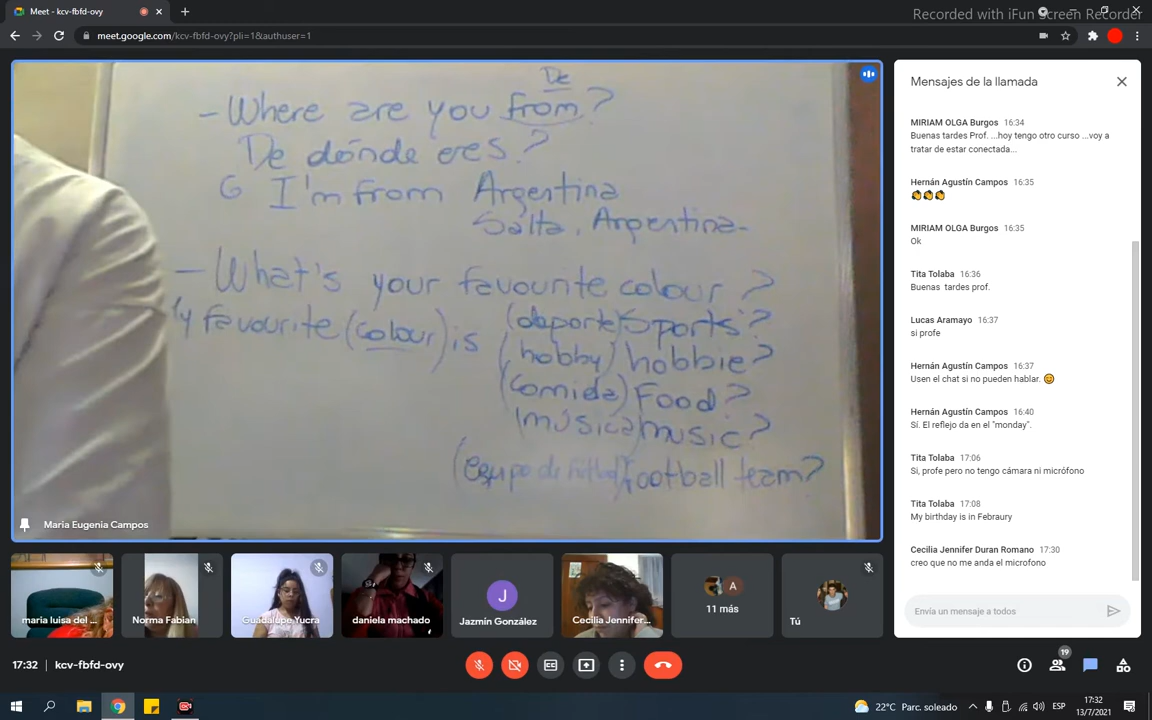 Meet - kcv-fbfd-ovy
Recorded with iFun Screen Recorder
meet.google.com/kcv-fbfd-ovy?pli=1&authuser=1
De
- Where are you from?
De dónde eres?
I'm from Argentina
Salta, Argentina-
- What's your favourite colour?
y favourite (colour) is (deporte) Sports?
(hobby) hobbie?
(comida) Food?
(música) music?
(equipo de fútbol) football team?
Maria Eugenia Campos
Mensajes de la llamada
MIRIAM OLGA Burgos 16:34
Buenas tardes Prof. ...hoy tengo otro curso ...voy a
tratar de estar conectada...
Hernán Agustín Campos 16:35
👏👏👏
MIRIAM OLGA Burgos 16:35
Ok
Tita Tolaba 16:36
Buenas tardes prof.
Lucas Aramayo 16:37
si profe
Hernán Agustín Campos 16:37
Usen el chat si no pueden hablar. 😊
Hernán Agustín Campos 16:40
Sí. El reflejo da en el "monday".
Tita Tolaba 17:06
Si, profe pero no tengo cámara ni micrófono
Tita Tolaba 17:08
My birthday is in Febraury
Cecilia Jennifer Duran Romano 17:30
creo que no me anda el microfono
Envía un mensaje a todos
maria luisa del ...
Norma Fabian
Guadalupe Yucra
daniela machado
J
Jazmín González
Cecilia Jennifer...
A
11 más
Tú
17:32 | kcv-fbfd-ovy
19
22°C Parc. soleado
ESP
17:32
13/7/2021